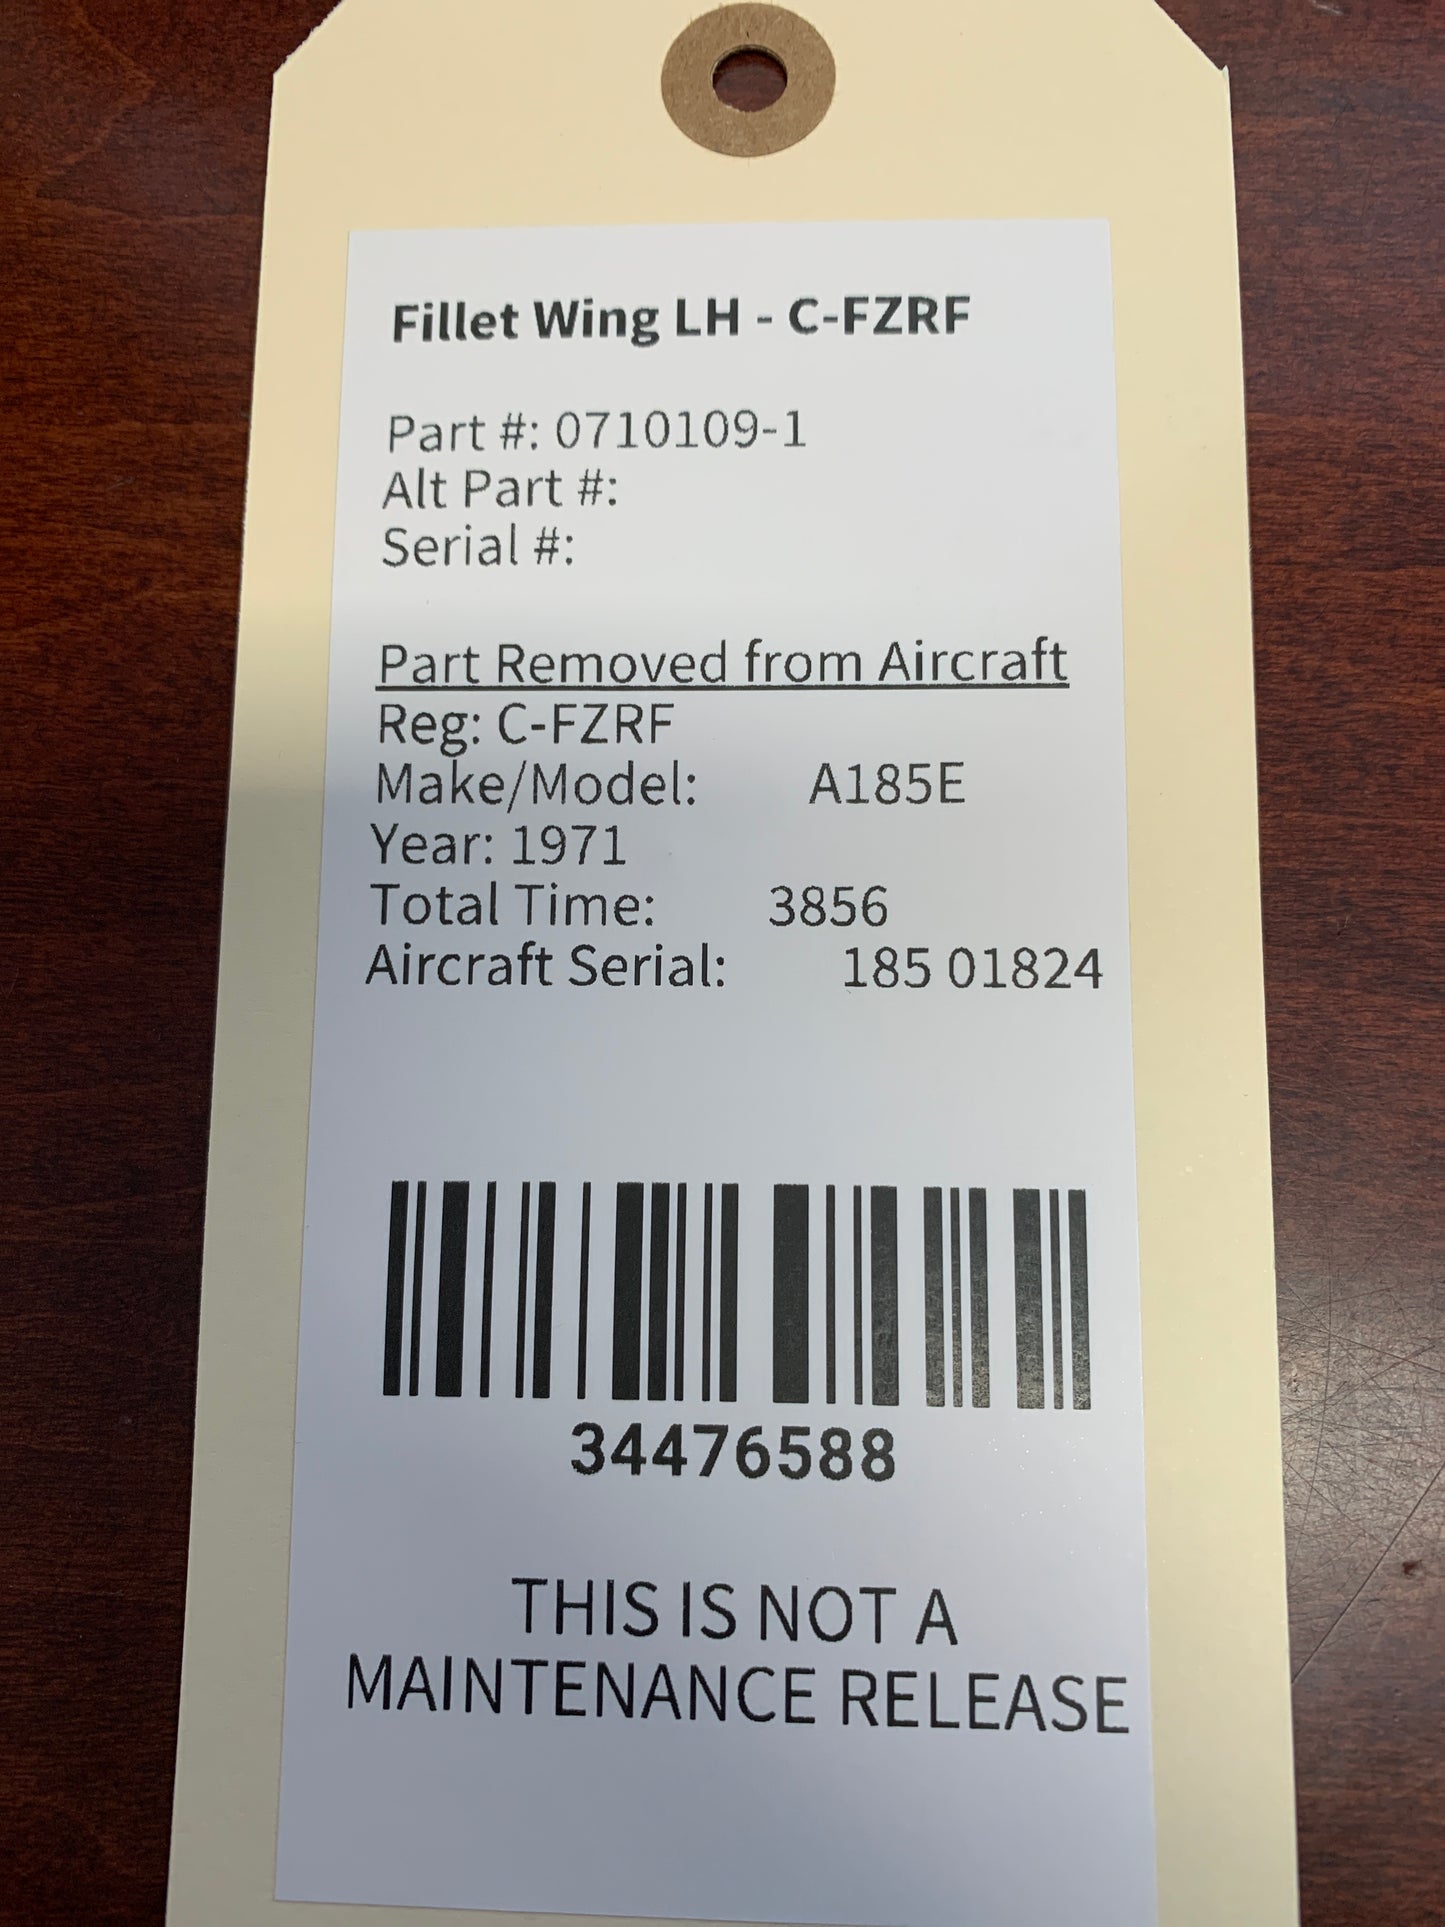 Fillet Wing LH - C-FZRF
Part #: 0710109-1
Alt Part #:
Serial #:
Part Removed from Aircraft
Reg: C-FZRF
Make/Model: A185E
Year: 1971
Total Time: 3856
Aircraft Serial: 185 01824
34476588
THIS IS NOT A
MAINTENANCE RELEASE